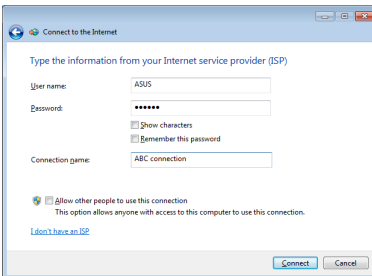 Connect to the Internet
Type the information from your Internet service provider (ISP)
User name: ASUS
Password: ••••••
Show characters
Remember this password
Connection name: ABC connection
Allow other people to use this connection
This option allows anyone with access to this computer to use this connection.
I don't have an ISP
Connect Cancel